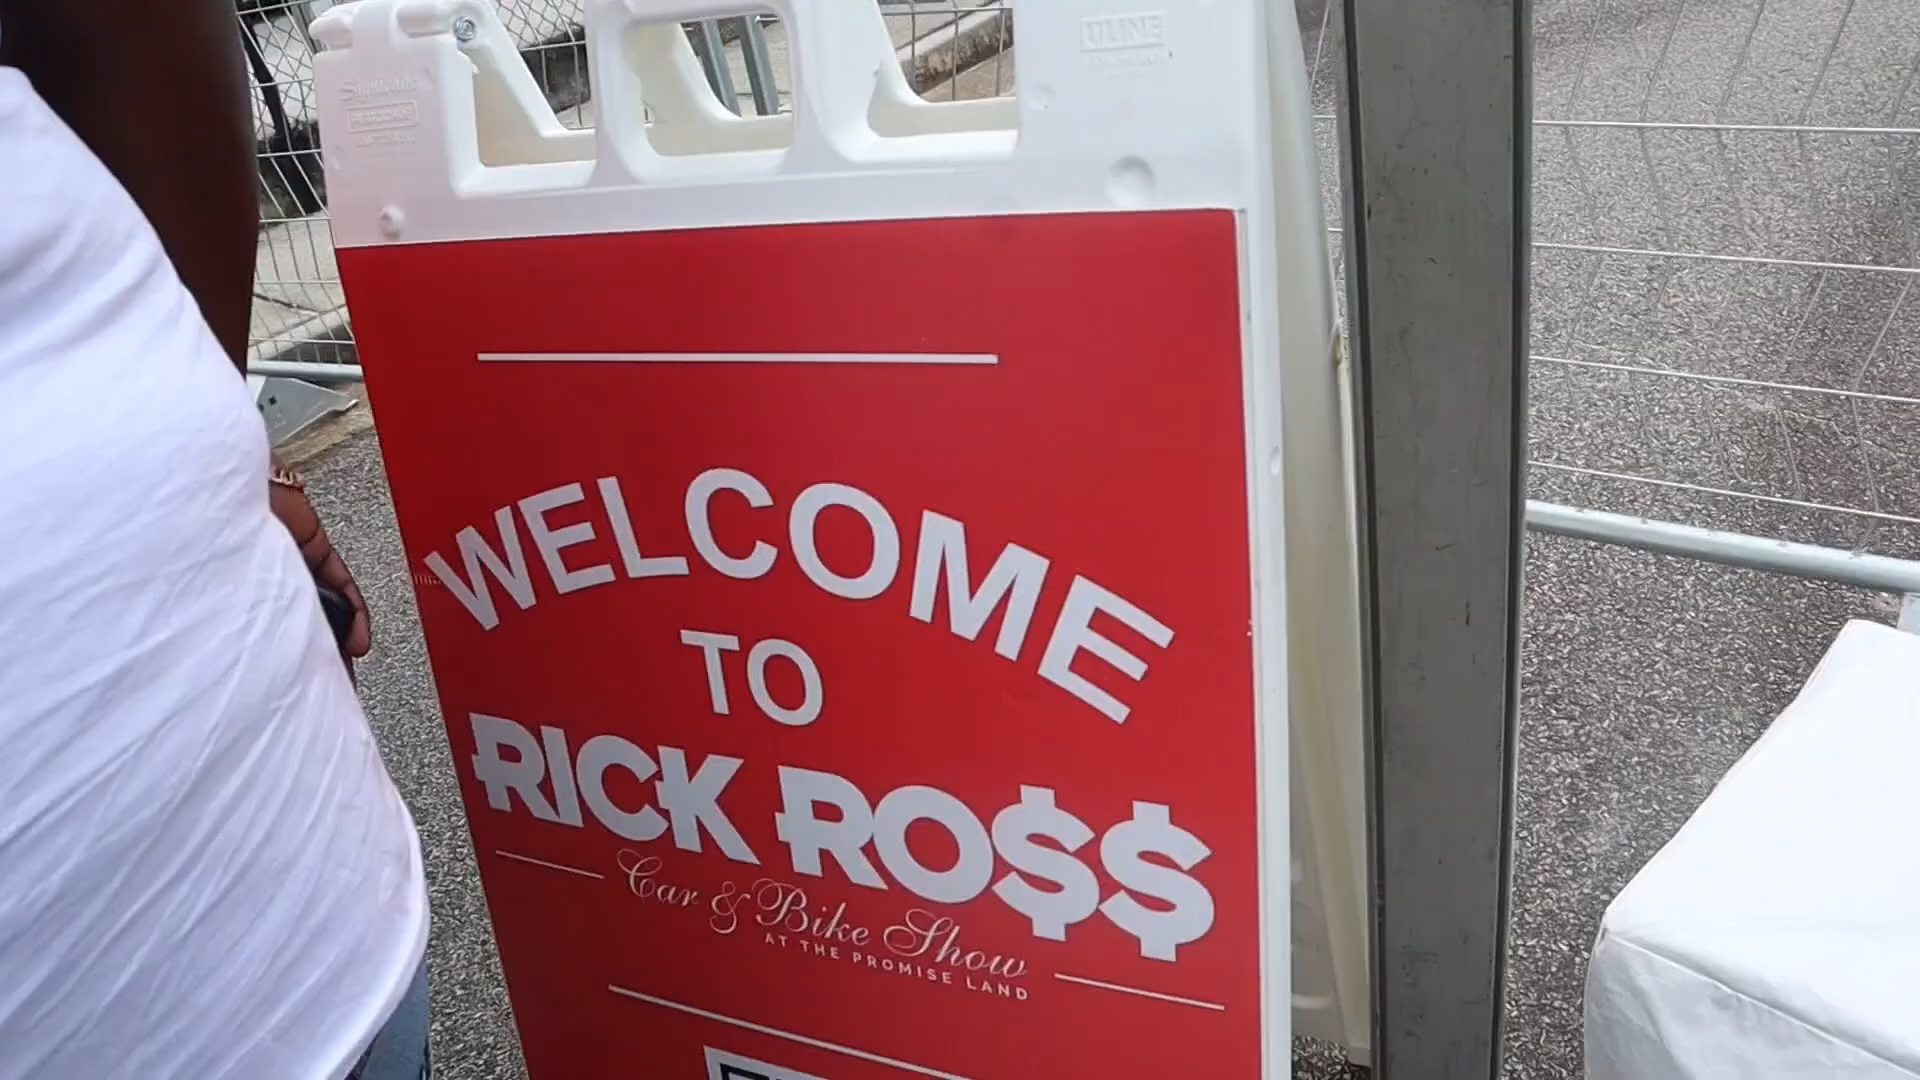 ULINE
WELCOME
TO
RICK RO$$
Car & Bike Show
AT THE PROMISE LAND